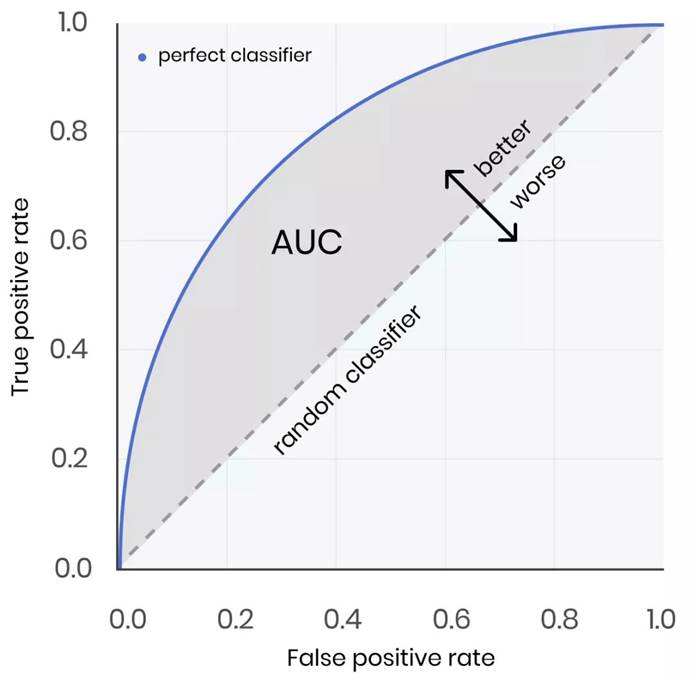 1.0
perfect classifier
0.8
better
worse
0.6
AUC
True positive rate
0.4
random classifier
0.2
0.0
0.0 0.2 0.4 0.6 0.8 1.0
False positive rate